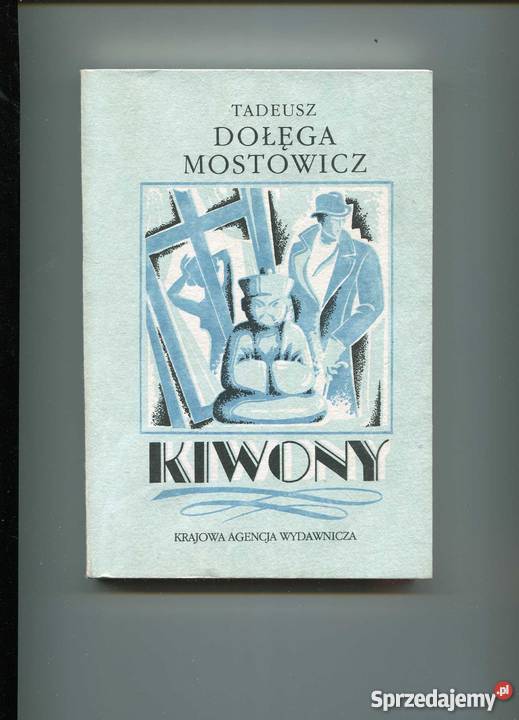 TADEUSZ
DOŁĘGA
MOSTOWICZ
KIWONY
KRAJOWA AGENCJA WYDAWNICZA
Sprzedajemy.pl